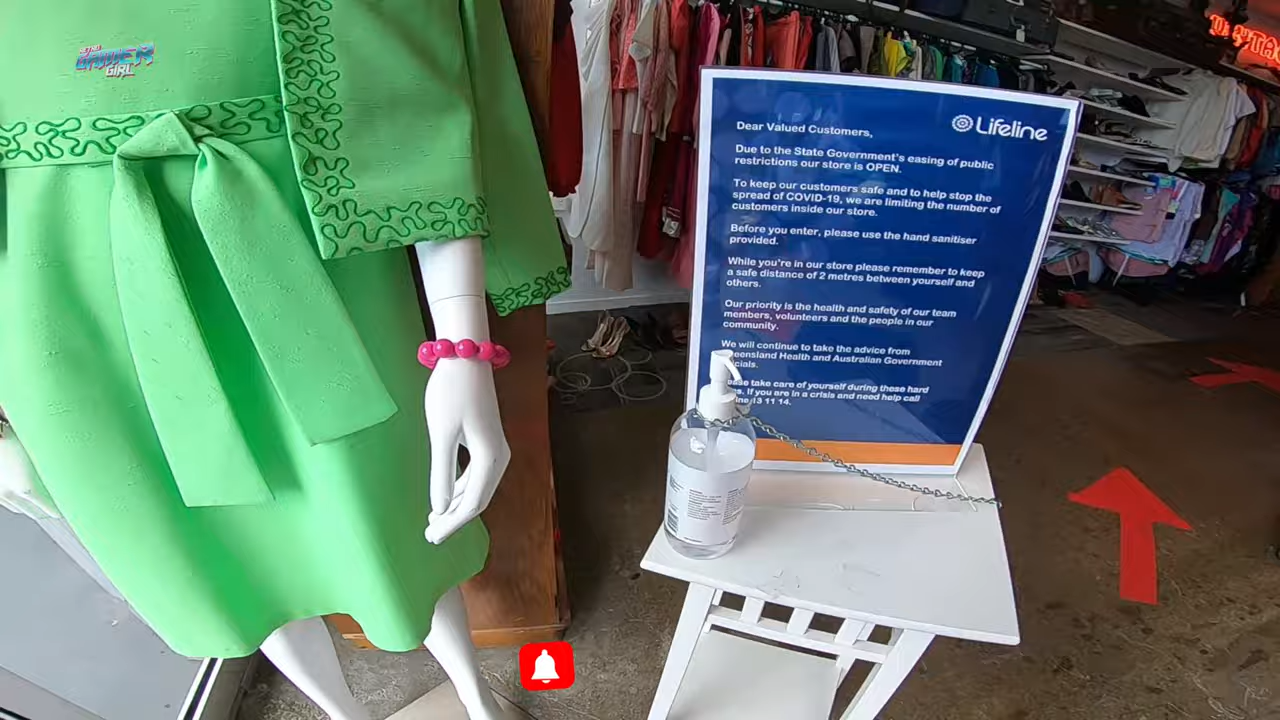 GAMER
GIRL
Lifeline
Dear Valued Customers,
Due to the State Government's easing of public
restrictions our store is OPEN.
To keep our customers safe and to help stop the
spread of COVID-19, we are limiting the number of
customers inside our store.
Before you enter, please use the hand sanitiser
provided.
While you're in our store please remember to keep
a safe distance of 2 metres between yourself and
others.
Our priority is the health and safety of our team
members, volunteers and the people in our
community.
We will continue to take the advice from
eensland Health and Australian Government
cials.
take care of yourself during these hard
If you are in a crisis and need help call
13 11 14.